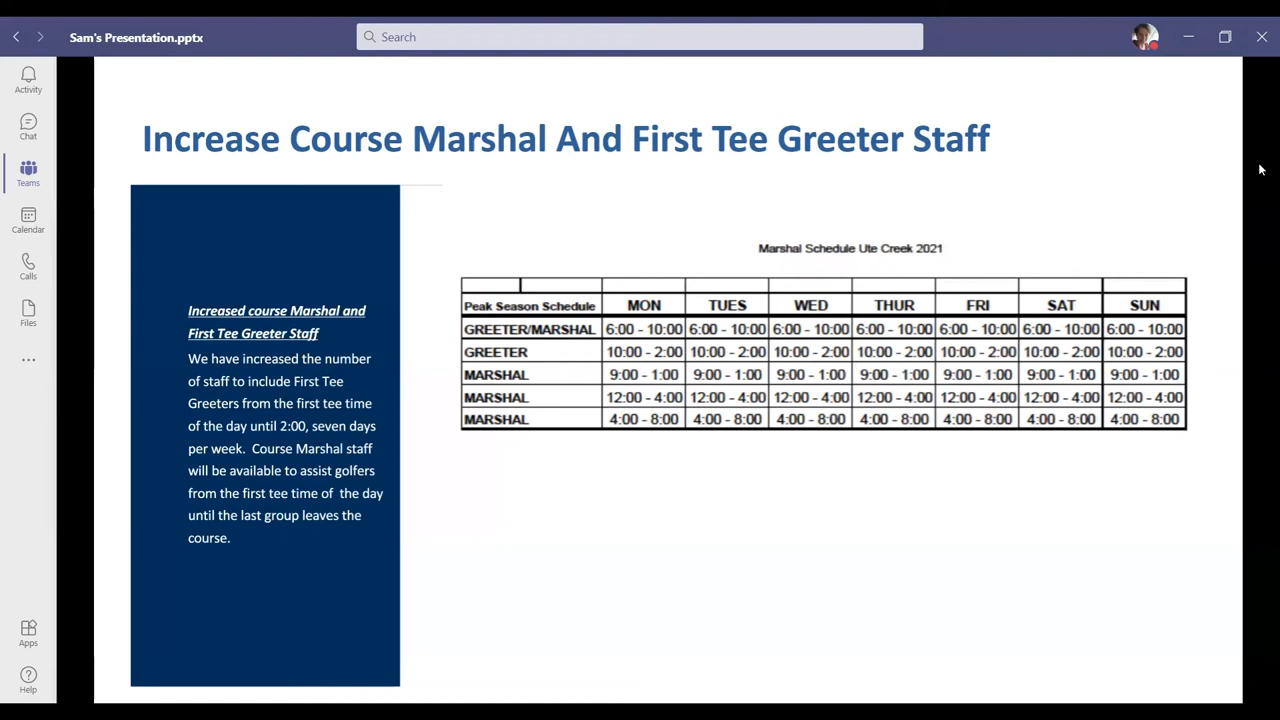 Sam's Presentation.pptx
Search
Activity
Chat
Teams
Calendar
Calls
Files
Apps
Help
Increase Course Marshal And First Tee Greeter Staff
Increased course Marshal and
First Tee Greeter Staff
We have increased the number
of staff to include First Tee
Greeters from the first tee time
of the day until 2:00, seven days
per week. Course Marshal staff
will be available to assist golfers
from the first tee time of the day
until the last group leaves the
course.
Marshal Schedule Ute Creek 2021
Peak Season Schedule MON TUES WED THUR FRI SAT SUN
GREETER/MARSHAL 6:00 - 10:00 6:00 - 10:00 6:00 - 10:00 6:00 - 10:00 6:00 - 10:00 6:00 - 10:00 6:00 - 10:00
GREETER 10:00 - 2:00 10:00 - 2:00 10:00 - 2:00 10:00 - 2:00 10:00 - 2:00 10:00 - 2:00 10:00 - 2:00
MARSHAL 9:00 - 1:00 9:00 - 1:00 9:00 - 1:00 9:00 - 1:00 9:00 - 1:00 9:00 - 1:00 9:00 - 1:00
MARSHAL 12:00 - 4:00 12:00 - 4:00 12:00 - 4:00 12:00 - 4:00 12:00 - 4:00 12:00 - 4:00 12:00 - 4:00
MARSHAL 4:00 - 8:00 4:00 - 8:00 4:00 - 8:00 4:00 - 8:00 4:00 - 8:00 4:00 - 8:00 4:00 - 8:00